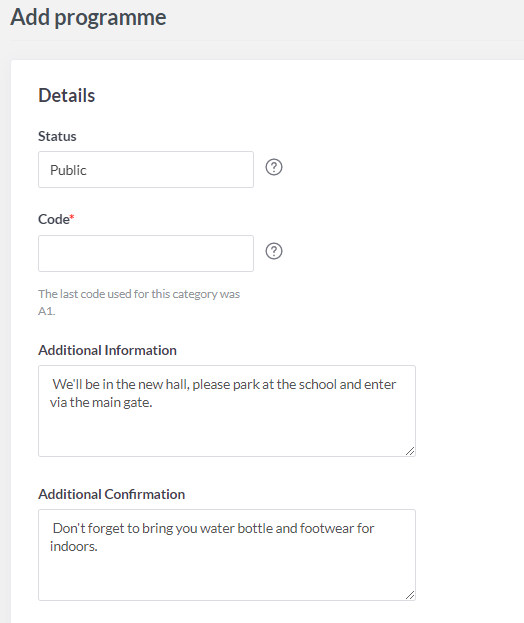 Add programme
Details
Status
Public
?
Code*
?
The last code used for this category was
A1.
Additional Information
We'll be in the new hall, please park at the school and enter
via the main gate.
Additional Confirmation
Don't forget to bring you water bottle and footwear for
indoors.